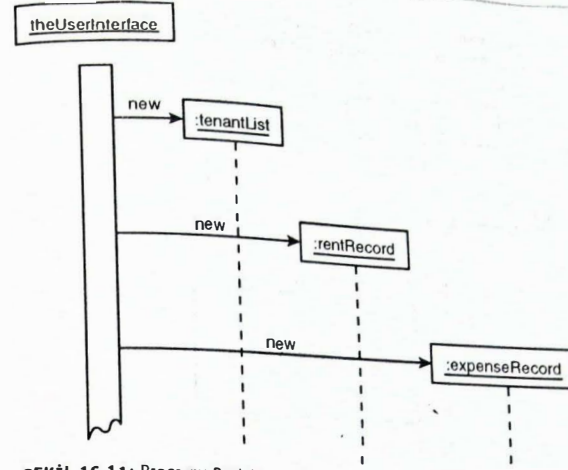 theUserInterface
new
:tenantList
new
:rentRecord
new
:expenseRecord
ŞEKİL 16.11: